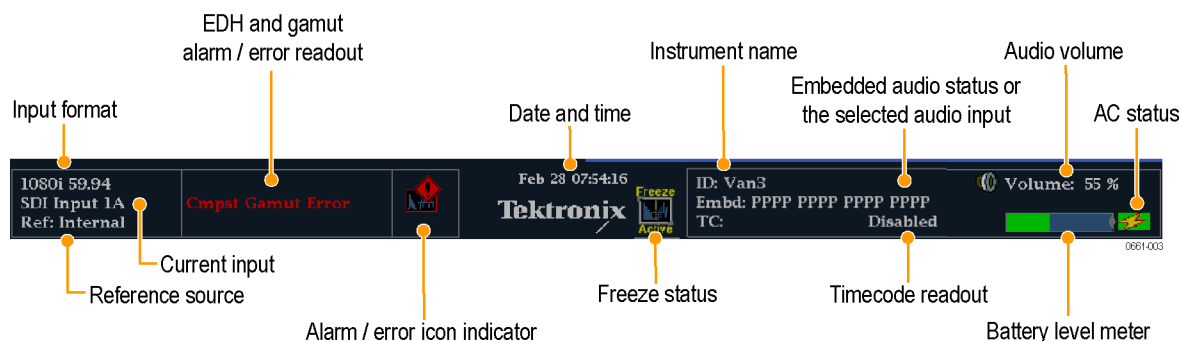 EDH and gamut
alarm / error readout
Instrument name
Audio volume
Embedded audio status or
the selected audio input
Input format
Date and time
AC status
1080i 59.94
SDI Input 1A
Ref: Internal
Cmpst Gamut Error
Feb 28 07:54:16
Tektronix
Freeze
Active
ID: Van3
Embd: PPPP PPPP PPPP PPPP
TC: Disabled
Volume: 55 %
0661-003
Current input
Reference source
Freeze status
Timecode readout
Alarm / error icon indicator
Battery level meter